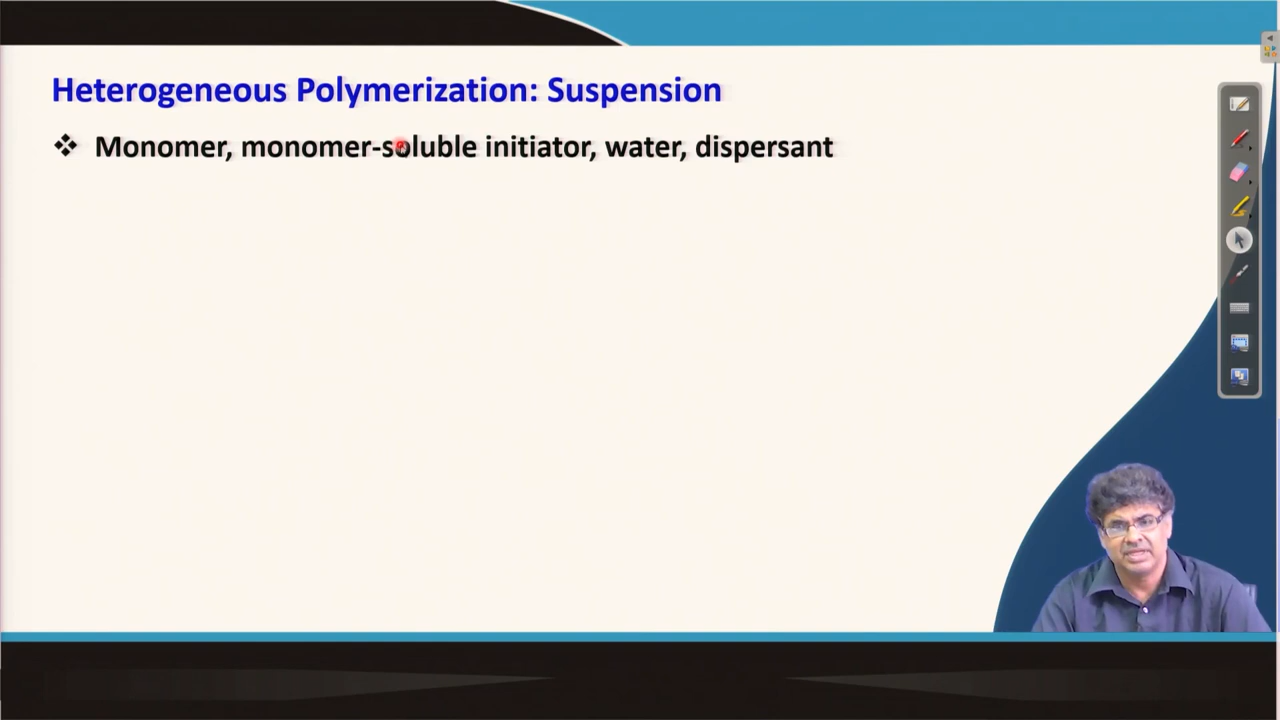 Heterogeneous Polymerization: Suspension
❖ Monomer, monomer-soluble initiator, water, dispersant